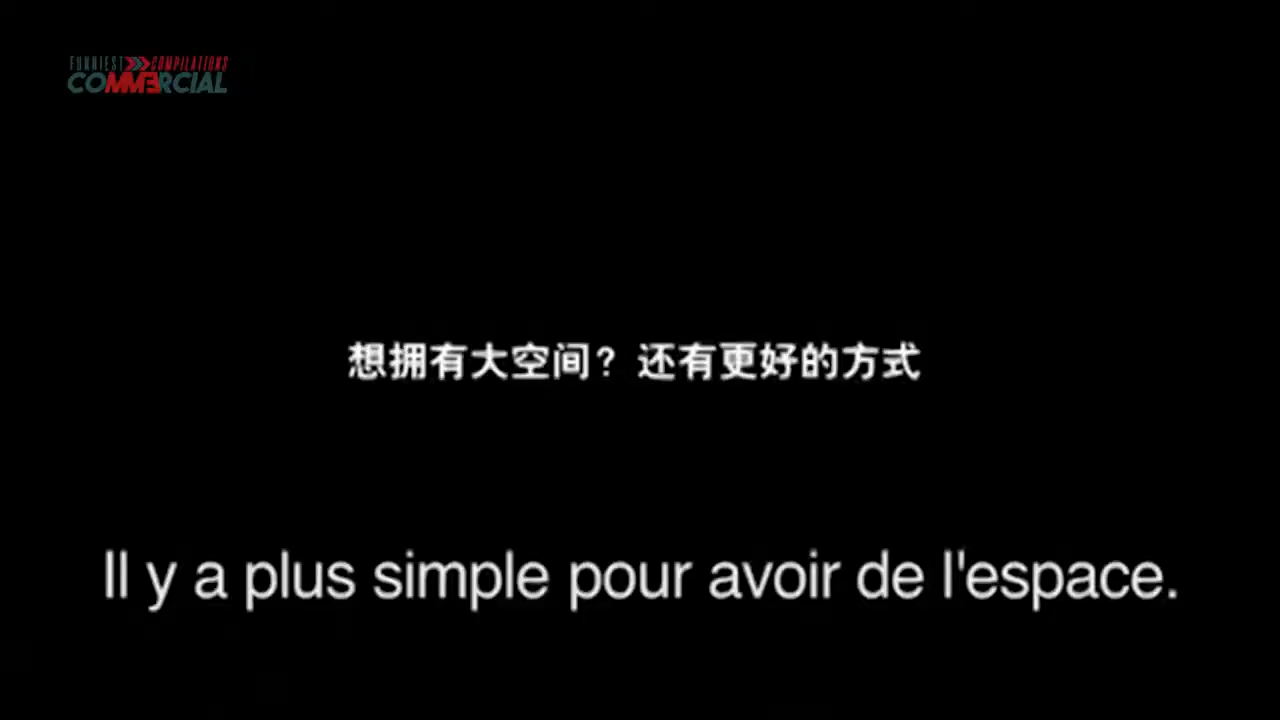 FUNNIEST COMPILATIONS
COMMERCIAL
想拥有大空间？还有更好的方式
Il y a plus simple pour avoir de l'espace.